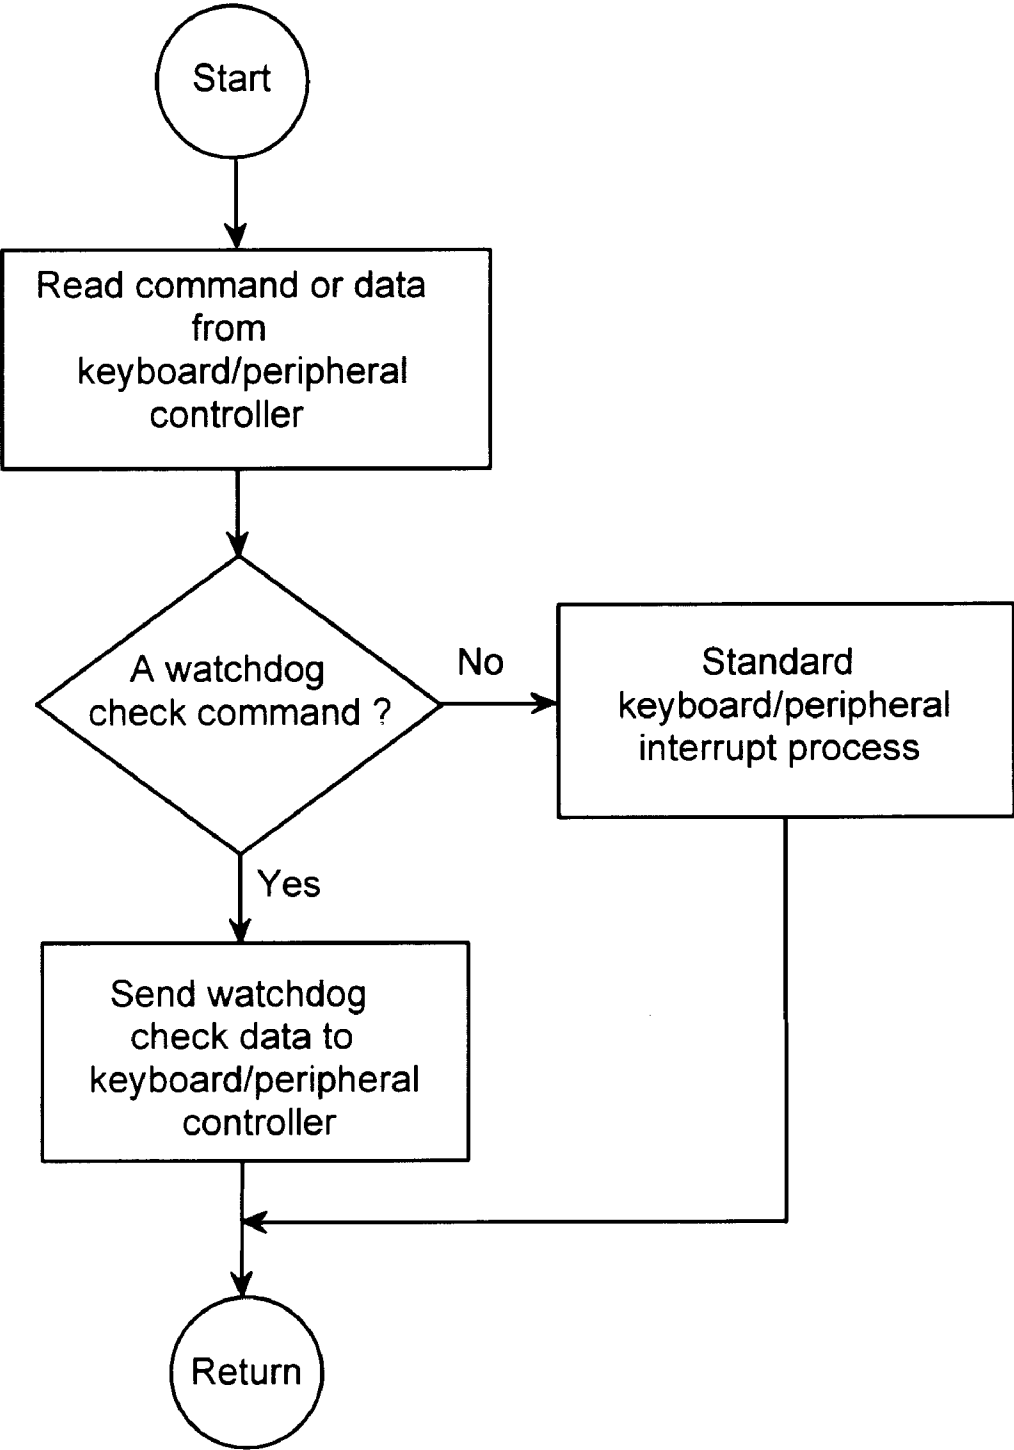 Start
Read command or data
from
keyboard/peripheral
controller
A watchdog
check command ?
No
Standard
keyboard/peripheral
interrupt process
Yes
Send watchdog
check data to
keyboard/peripheral
controller
Return